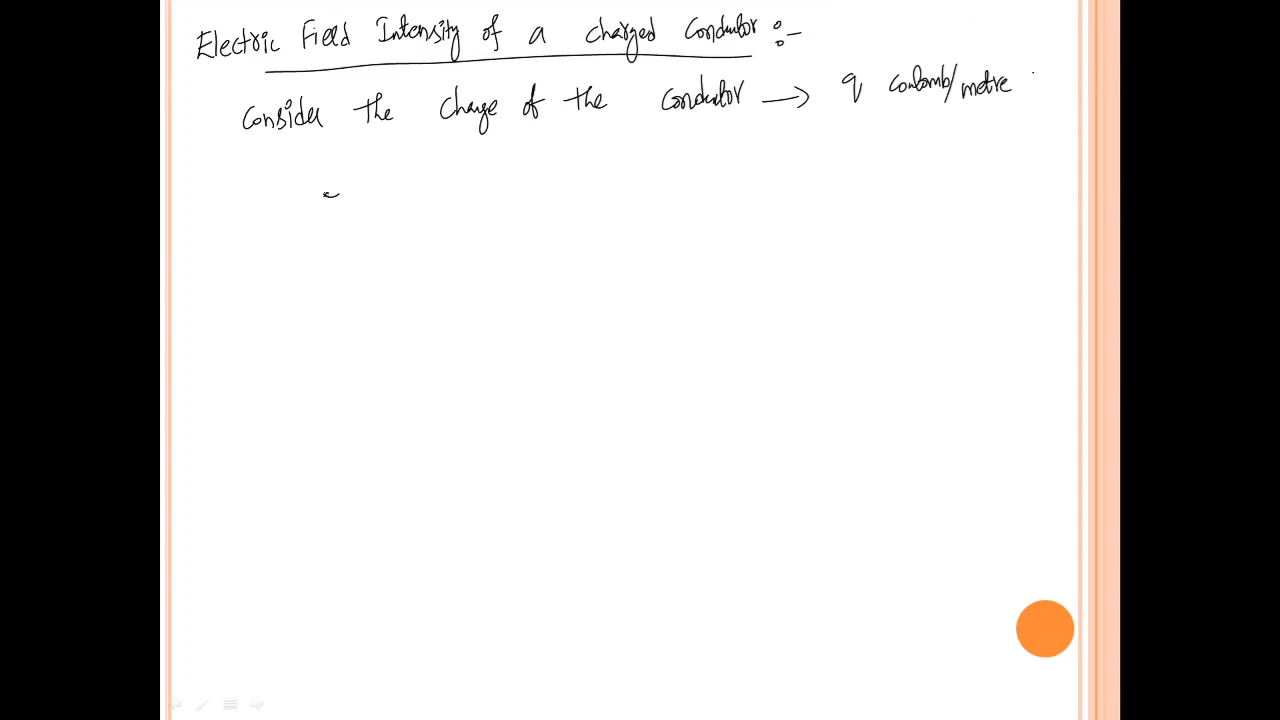 Electric Field Intensity of a charged Conductor :-
Consider the Charge of the Conductor → q coulomb/metre